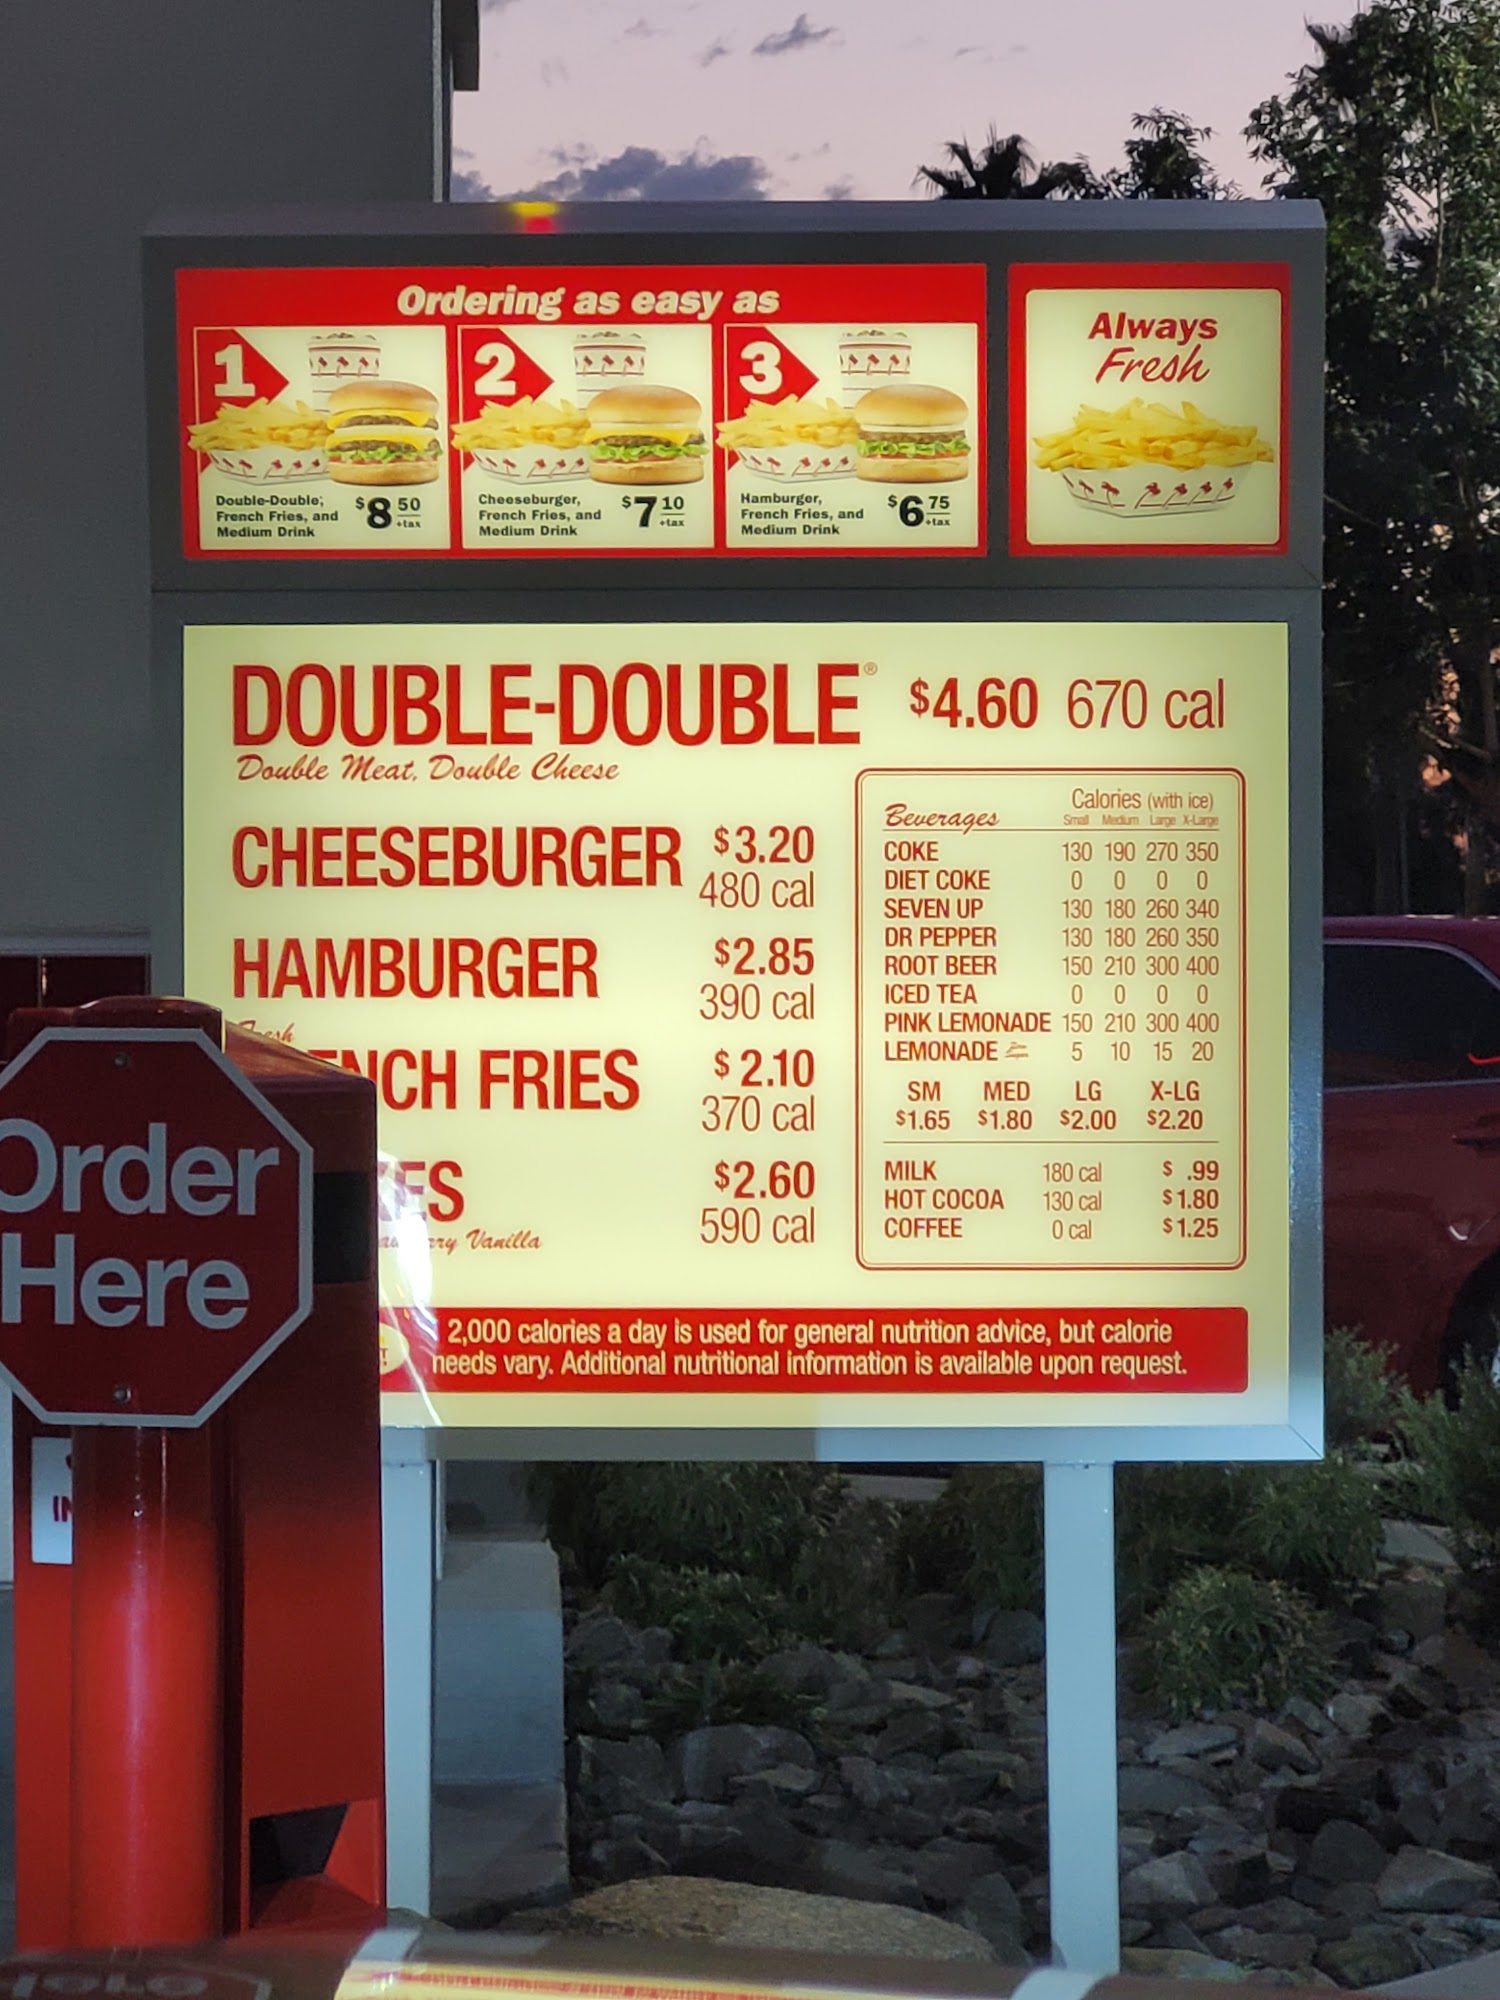 Ordering as easy as
1
Double-Double,
French Fries, and
Medium Drink
$8 50
+tax
2
Cheeseburger,
French Fries, and
Medium Drink
$7 10
+tax
3
Hamburger,
French Fries, and
Medium Drink
$6 75
+tax
Always
Fresh
DOUBLE-DOUBLE® $4.60 670 cal
Double Meat, Double Cheese
CHEESEBURGER $3.20
480 cal
HAMBURGER $2.85
390 cal
NCH FRIES $2.10
370 cal
ES $2.60
590 cal
Vanilla
Beverages Calories (with ice)
Small Medium Large X-Large
COKE 130 190 270 350
DIET COKE 0 0 0 0
SEVEN UP 130 180 260 340
DR PEPPER 130 180 260 350
ROOT BEER 150 210 300 400
ICED TEA 0 0 0 0
PINK LEMONADE 150 210 300 400
LEMONADE 5 10 15 20
SM MED LG X-LG
$1.65 $1.80 $2.00 $2.20
MILK 180 cal $ .99
HOT COCOA 130 cal $1.80
COFFEE 0 cal $1.25
2,000 calories a day is used for general nutrition advice, but calorie
needs vary. Additional nutritional information is available upon request.
Order
Here